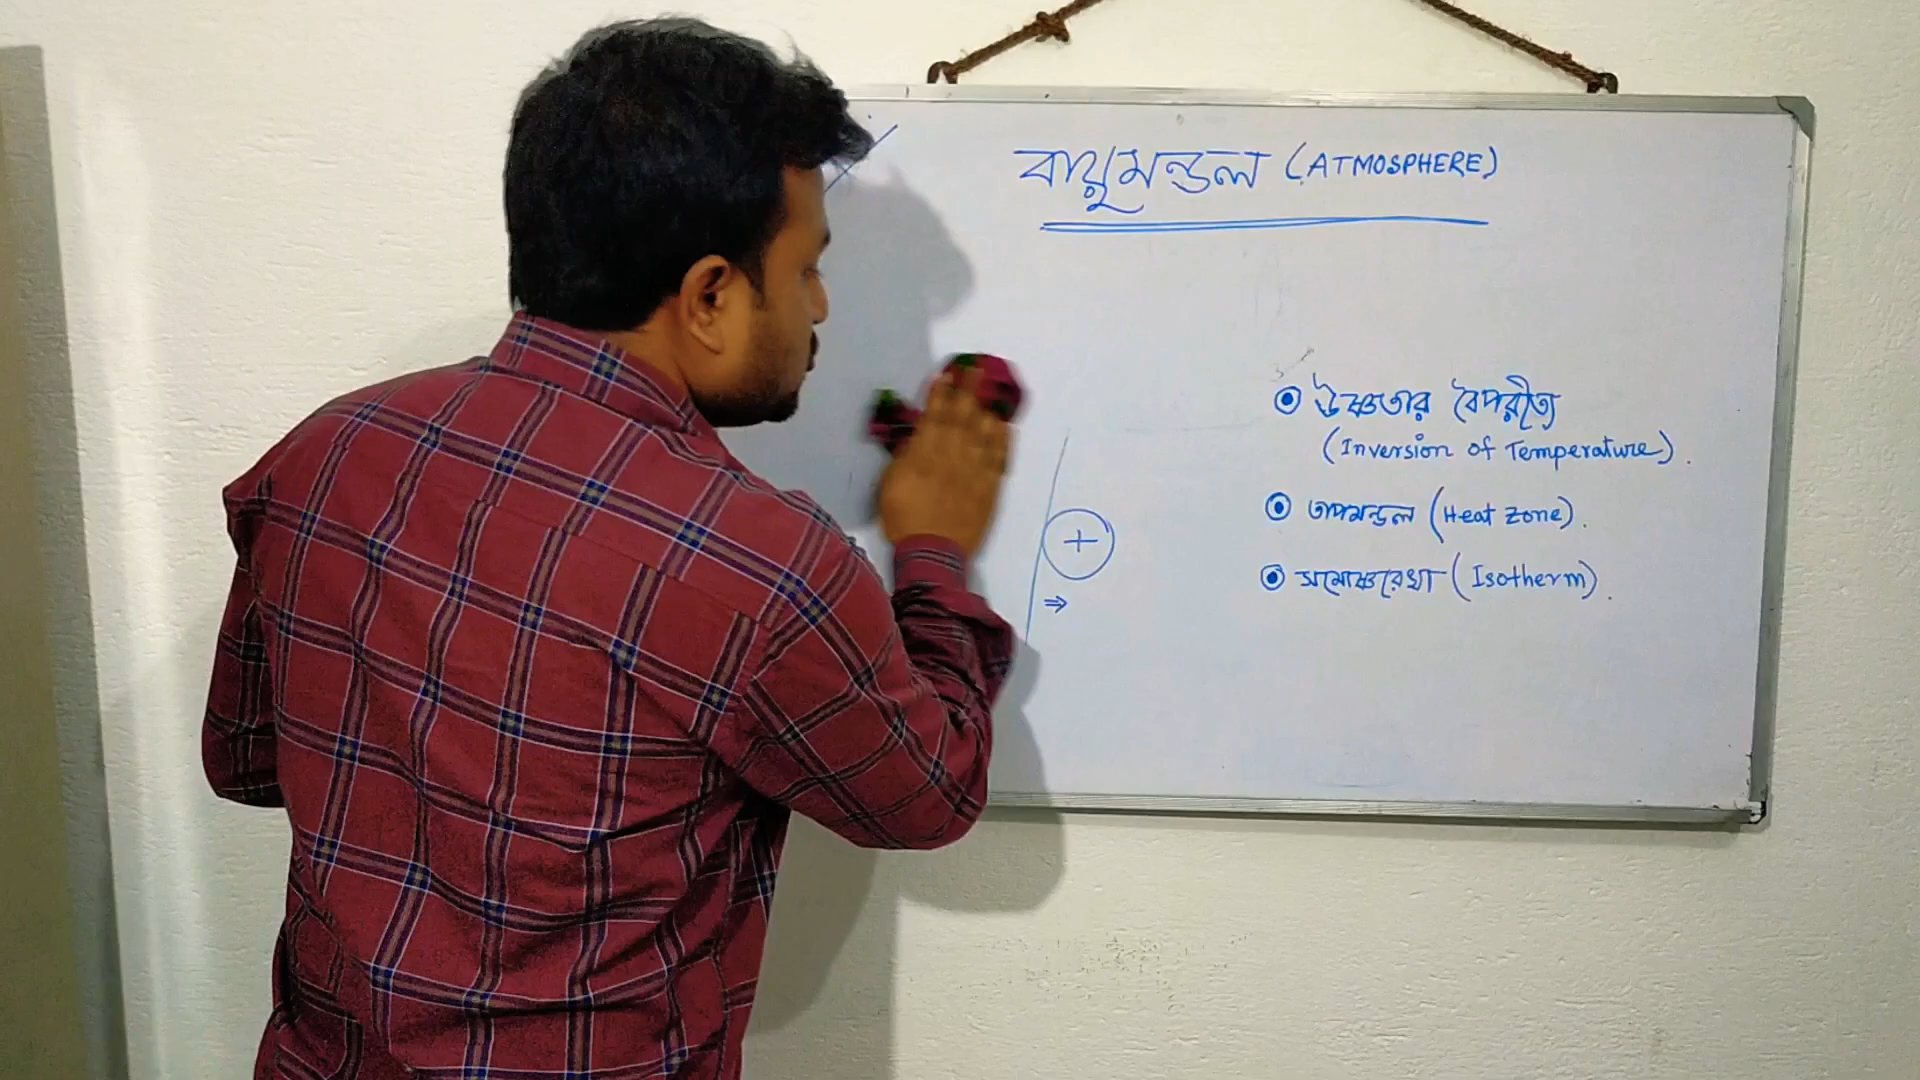 বায়ুমন্ডল (ATMOSPHERE)
উষ্ণতার বৈপরীত্য
(Inversion of Temperature).
তাপমন্ডল (Heat Zone).
সমোষ্ণরেখা (Isotherm).
+
⇒